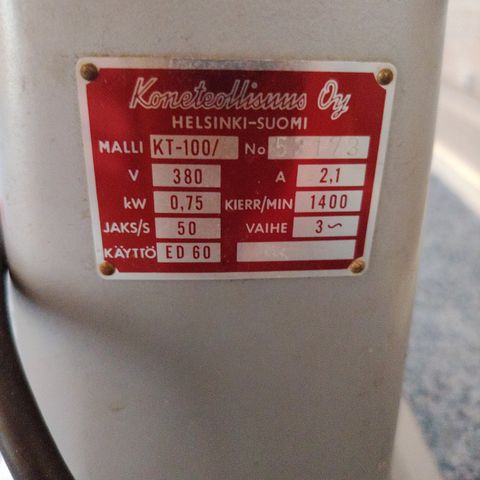 Koneteollisuus Oy
HELSINKI-SUOMI
MALLI KT-100/ No
V 380 A 2,1
kW 0,75 KIERR/MIN 1400
JAKS/S 50 VAIHE 3~
KÄYTTÖ ED 60